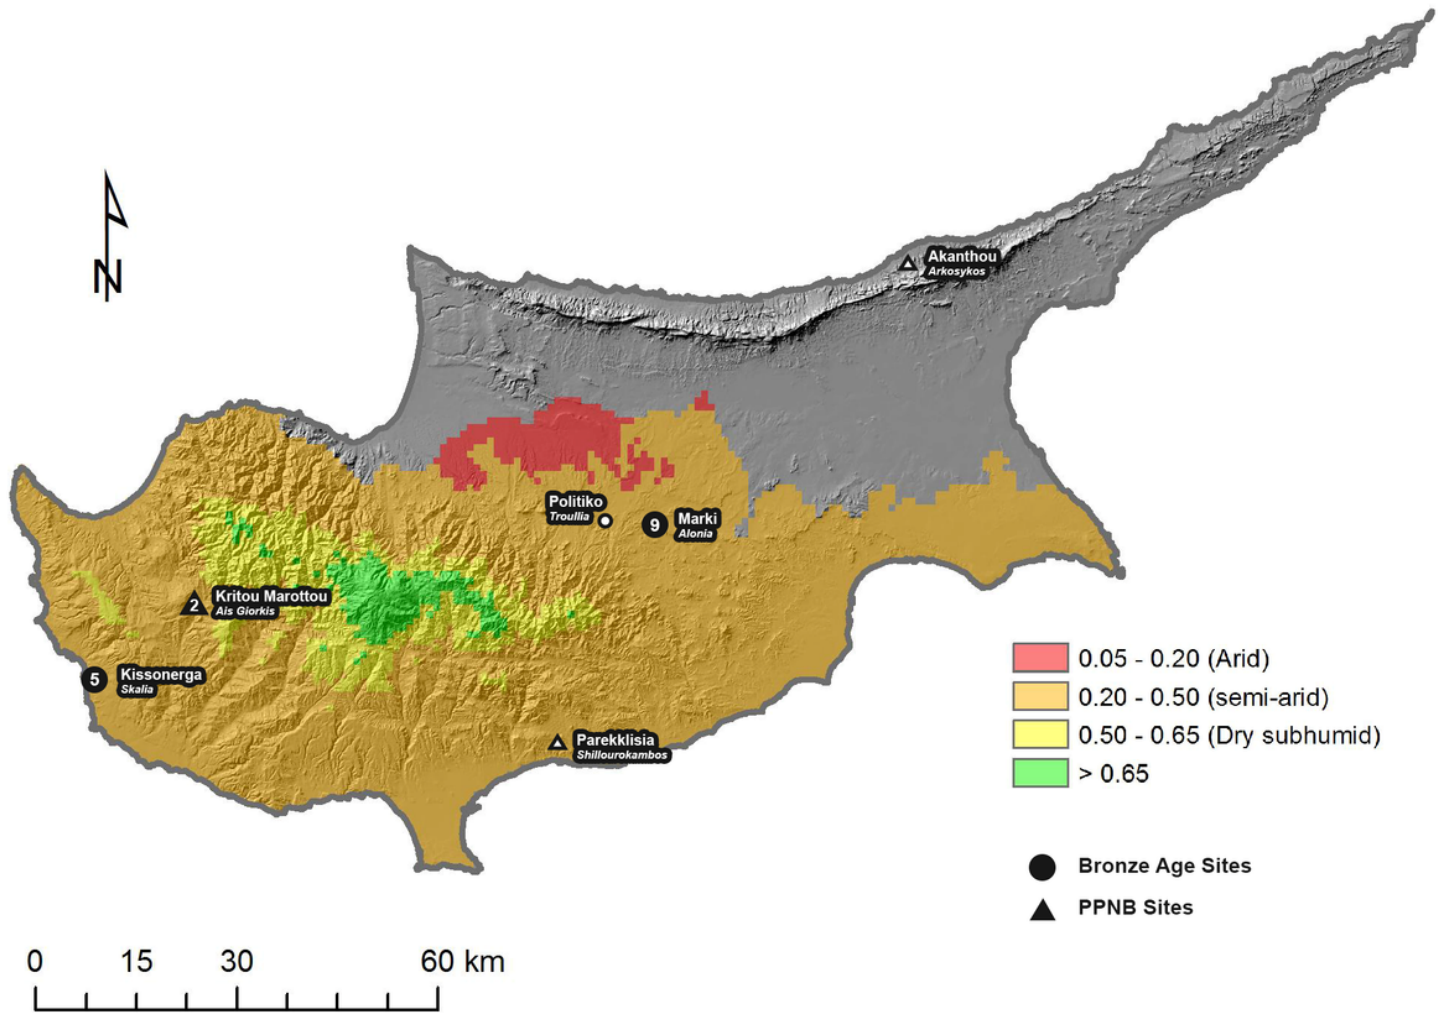 N
Akanthou
Arkosykos
Politiko
Troullia
9
Marki
Alonia
2
Kritou Marottou
Ais Giorkis
5
Kissonerga
Skalia
Parekklisia
Shillourokambos
0.05 - 0.20 (Arid)
0.20 - 0.50 (semi-arid)
0.50 - 0.65 (Dry subhumid)
> 0.65
Bronze Age Sites
PPNB Sites
0 15 30 60 km